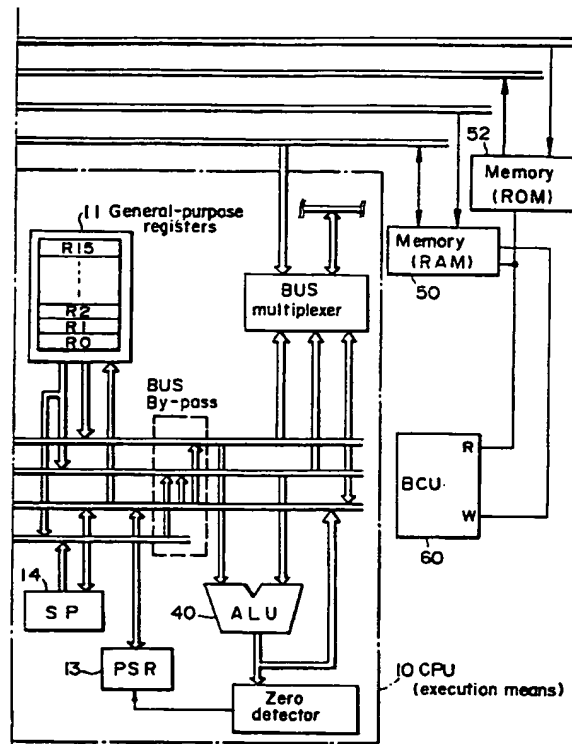 52
Memory
(ROM)
11 General-purpose
registers
R15
R2
R1
R0
Memory
(RAM)
50
BUS
multiplexer
BUS
By-pass
R
BCU
W
60
14
SP
40
ALU
13
PSR
10 CPU
(execution means)
Zero
detector